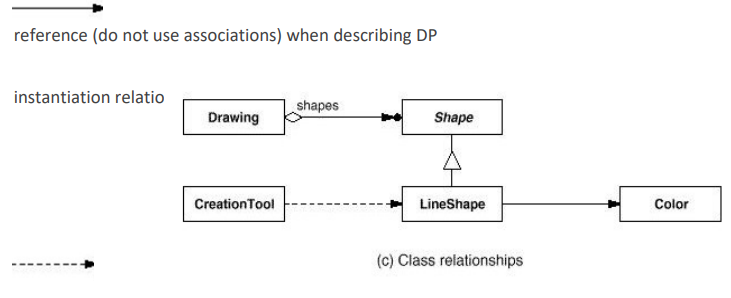 reference (do not use associations) when describing DP
instantiation relatio
shapes
Drawing
Shape
CreationTool
LineShape
Color
(c) Class relationships